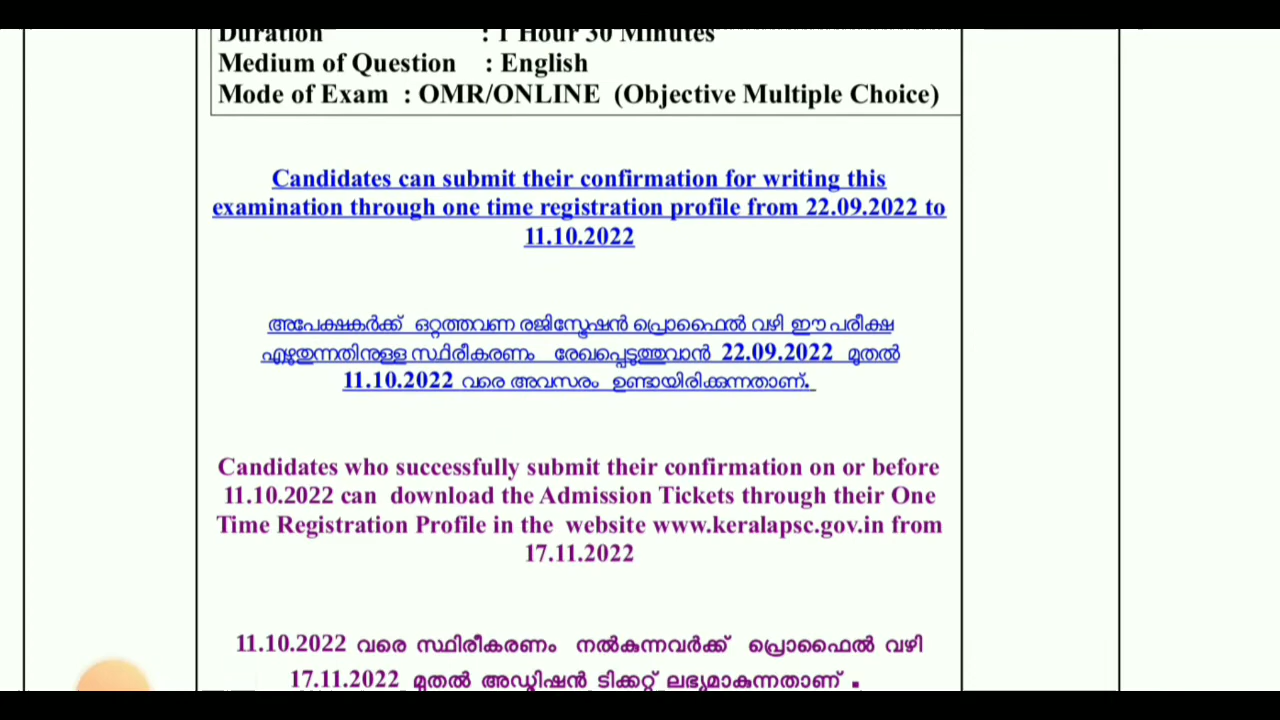 Duration : 1 Hour 30 Minutes
Medium of Question : English
Mode of Exam : OMR/ONLINE (Objective Multiple Choice)
Candidates can submit their confirmation for writing this
examination through one time registration profile from 22.09.2022 to
11.10.2022
അപേക്ഷകർക്ക് ഒറ്റത്തവണ രജിസ്ട്രേഷൻ പ്രൊഫൈൽ വഴി ഈ പരീക്ഷ
എഴുതുന്നതിനുള്ള സ്ഥിരീകരണം രേഖപ്പെടുത്തുവാൻ 22.09.2022 മുതൽ
11.10.2022 വരെ അവസരം ഉണ്ടായിരിക്കുന്നതാണ്.
Candidates who successfully submit their confirmation on or before
11.10.2022 can download the Admission Tickets through their One
Time Registration Profile in the website www.keralapsc.gov.in from
17.11.2022
11.10.2022 വരെ സ്ഥിരീകരണം നൽകുന്നവർക്ക് പ്രൊഫൈൽ വഴി
17.11.2022 മുതൽ അഡ്മിഷൻ ടിക്കറ്റ് ലഭ്യമാകുന്നതാണ് .